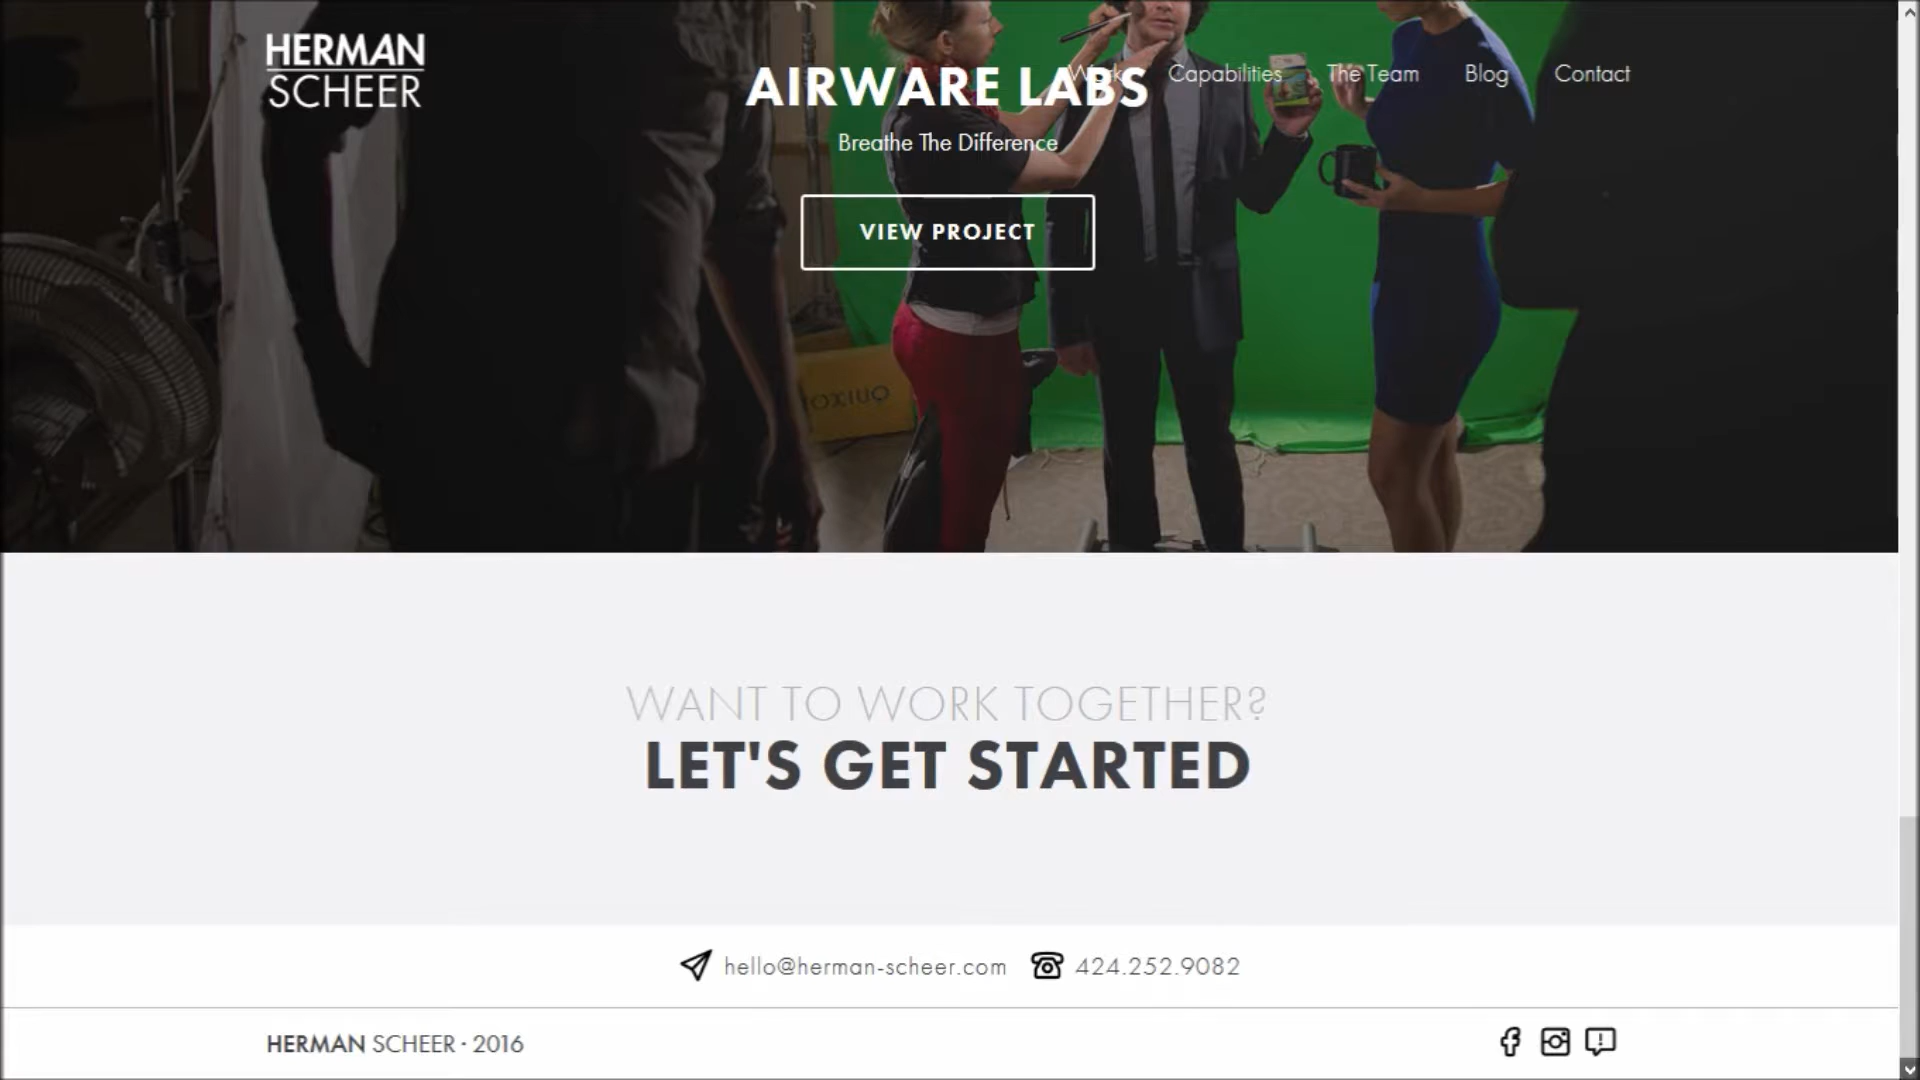 HERMAN
SCHEER
Work
Capabilities
The Team
Blog
Contact
AIRWARE LABS
Breathe The Difference
VIEW PROJECT
WANT TO WORK TOGETHER?
LET'S GET STARTED
hello@herman-scheer.com
424.252.9082
HERMAN SCHEER · 2016